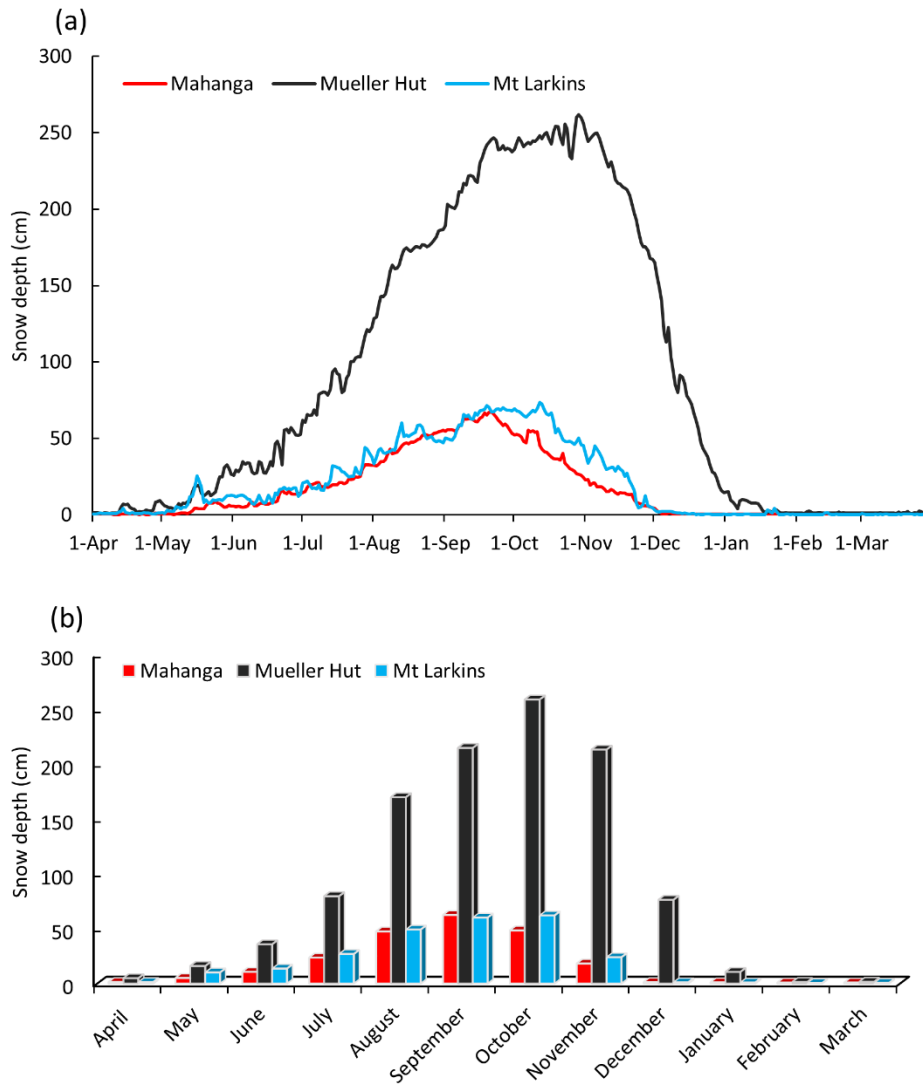 (a)
300
250
200
150
100
50
0
Snow depth (cm)
Mahanga Mueller Hut Mt Larkins
1-Apr 1-May 1-Jun 1-Jul 1-Aug 1-Sep 1-Oct 1-Nov 1-Dec 1-Jan 1-Feb 1-Mar
(b)
300
250
200
150
100
50
0
Snow depth (cm)
Mahanga Mueller Hut Mt Larkins
April May June July August September October November December January February March